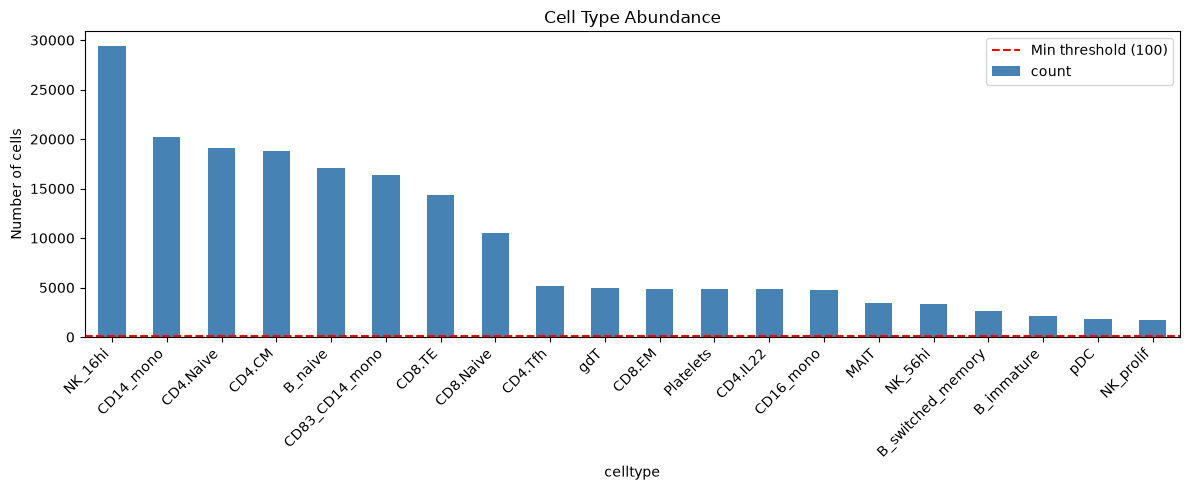 Cell Type Abundance
Number of cells
30000
25000
20000
15000
10000
5000
0
Min threshold (100)
count
NK_16hi
CD14_mono
CD4.Naive
CD4.CM
B_naive
CD83_CD14_mono
CD8.TE
CD8.Naive
CD4.Tfh
gdT
CD8.EM
Platelets
CD4.IL22
CD16_mono
MAIT
NK_56hi
B_switched_memory
B_immature
pDC
NK_prolif
celltype